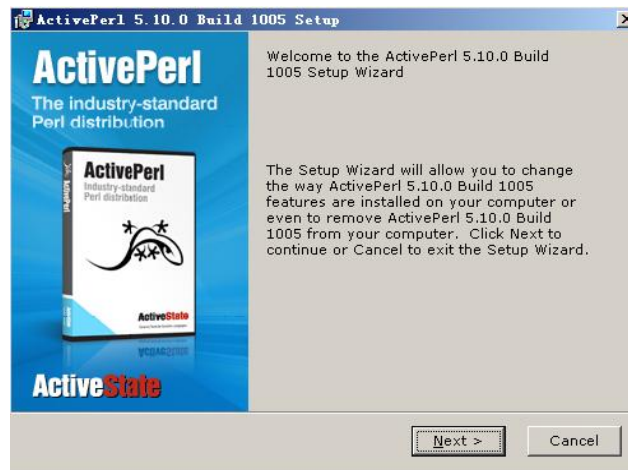 ActivePerl 5.10.0 Build 1005 Setup
ActivePerl
The industry-standard
Perl distribution
ActivePerl
ActivePerl
Industry-standard
Perl distribution
ActiveState
ActiveState
Welcome to the ActivePerl 5.10.0 Build
1005 Setup Wizard
The Setup Wizard will allow you to change
the way ActivePerl 5.10.0 Build 1005
features are installed on your computer or
even to remove ActivePerl 5.10.0 Build
1005 from your computer. Click Next to
continue or Cancel to exit the Setup Wizard.
Next >
Cancel